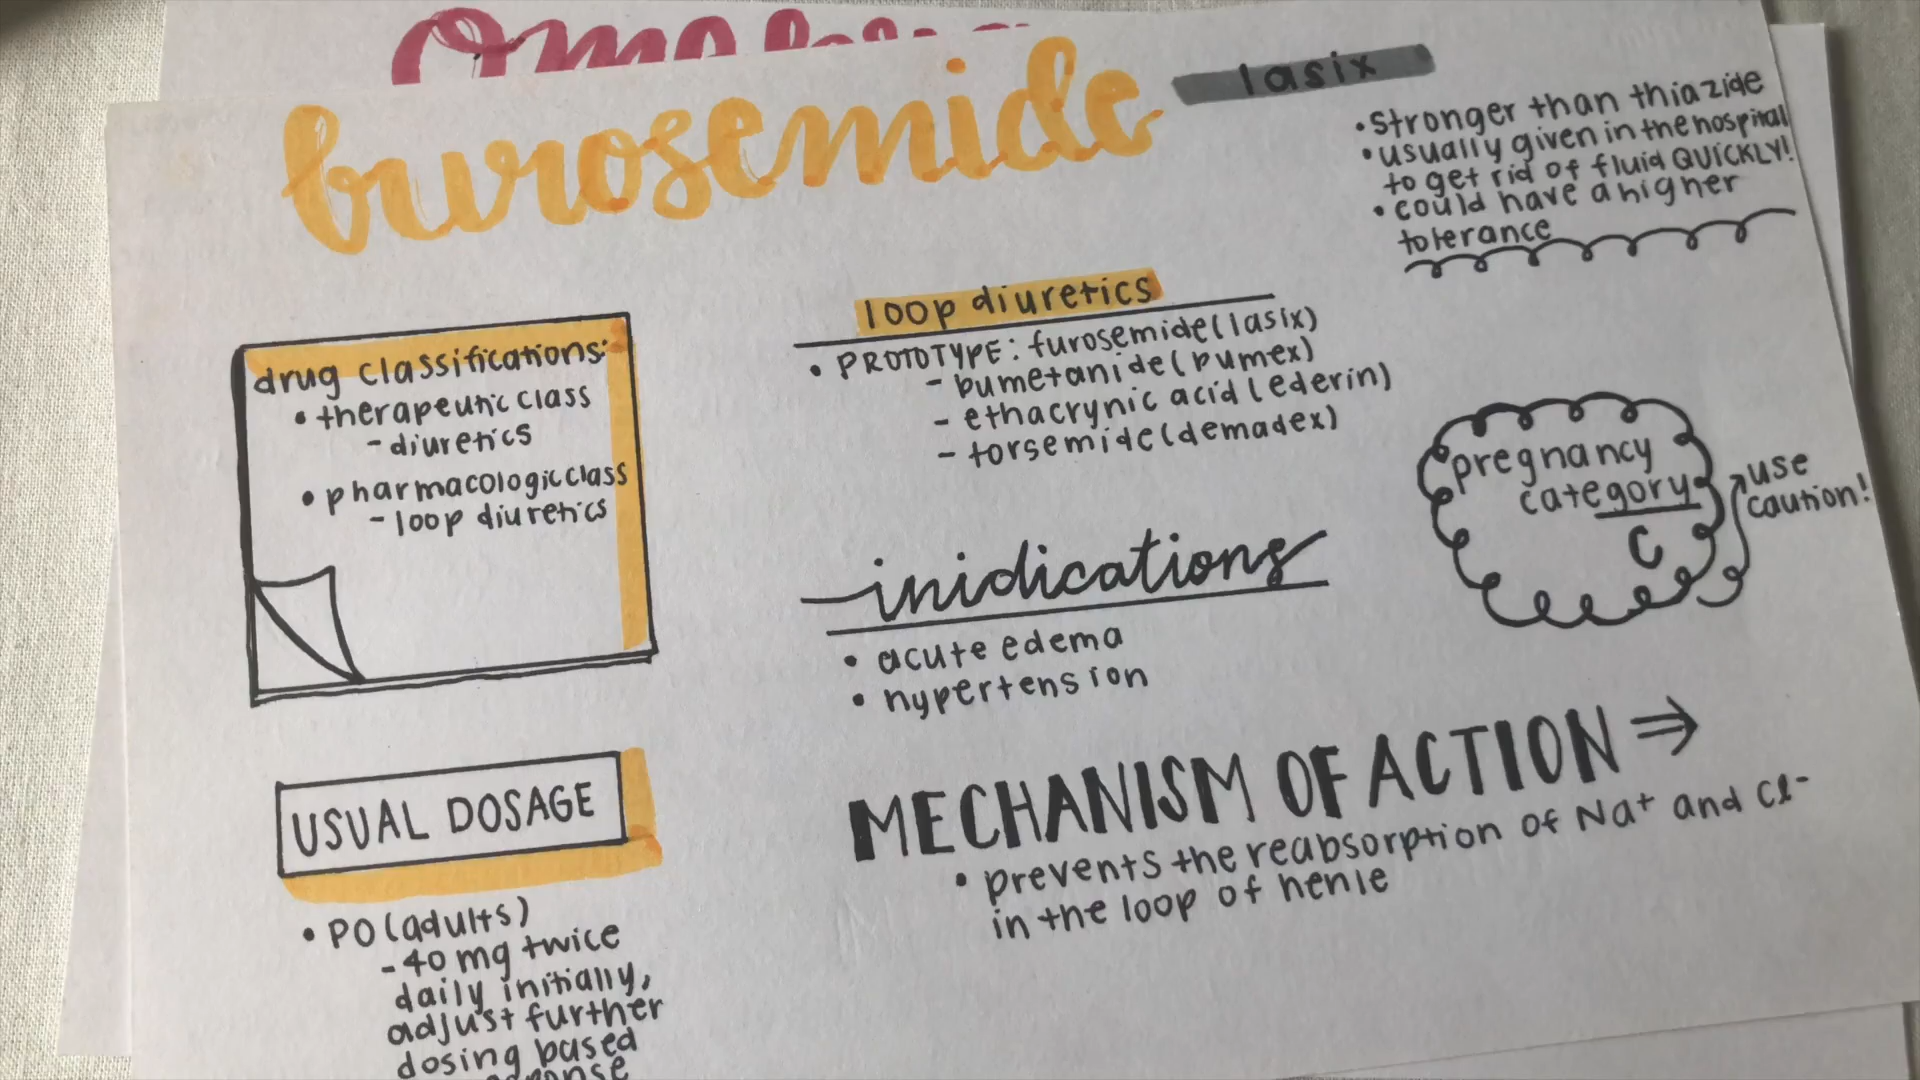 furosemide
lasix
• stronger than thiazide
• usually given in the hospital
to get rid of fluid QUICKLY!
• could have a higher
tolerance
drug classifications:
• therapeutic class
- diuretics
• pharmacologic class
- loop diuretics
loop diuretics
• PROTOTYPE: furosemide (lasix)
- bumetanide (bumex)
- ethacrynic acid (ederin)
- torsemide (demadex)
pregnancy
category
C
use
caution!
inidications
• acute edema
• hypertension
USUAL DOSAGE
• PO (adults)
- 40 mg twice
daily initially,
adjust further
dosing based
MECHANISM OF ACTION ⇒
• prevents the reabsorption of Na⁺ and Cl⁻
in the loop of henle